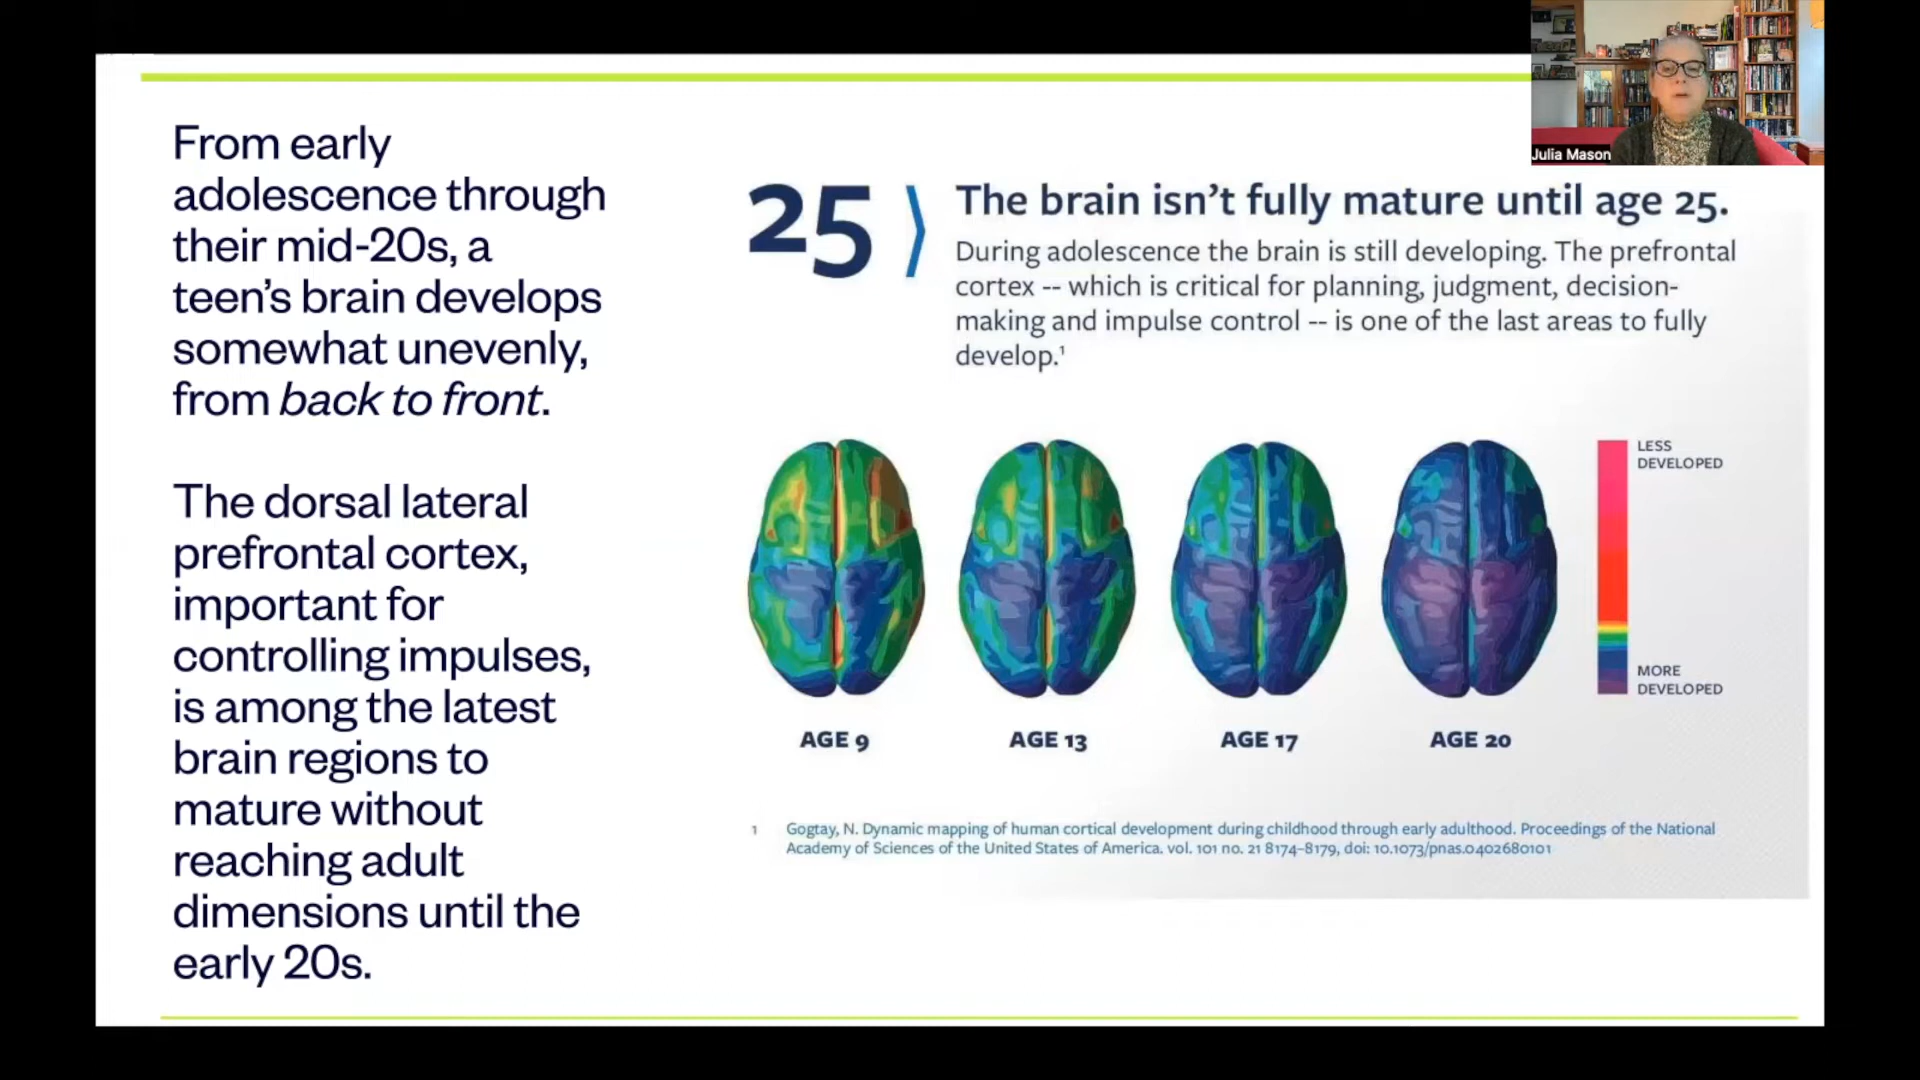 From early
adolescence through
their mid-20s, a
teen's brain develops
somewhat unevenly,
from back to front.
The dorsal lateral
prefrontal cortex,
important for
controlling impulses,
is among the latest
brain regions to
mature without
reaching adult
dimensions until the
early 20s.
25
The brain isn't fully mature until age 25.
During adolescence the brain is still developing. The prefrontal
cortex -- which is critical for planning, judgment, decision-
making and impulse control -- is one of the last areas to fully
develop.¹
LESS
DEVELOPED
MORE
DEVELOPED
AGE 9
AGE 13
AGE 17
AGE 20
1 Gogtay, N. Dynamic mapping of human cortical development during childhood through early adulthood. Proceedings of the National
Academy of Sciences of the United States of America. vol. 101 no. 21 8174–8179, doi: 10.1073/pnas.0402680101
Julia Mason